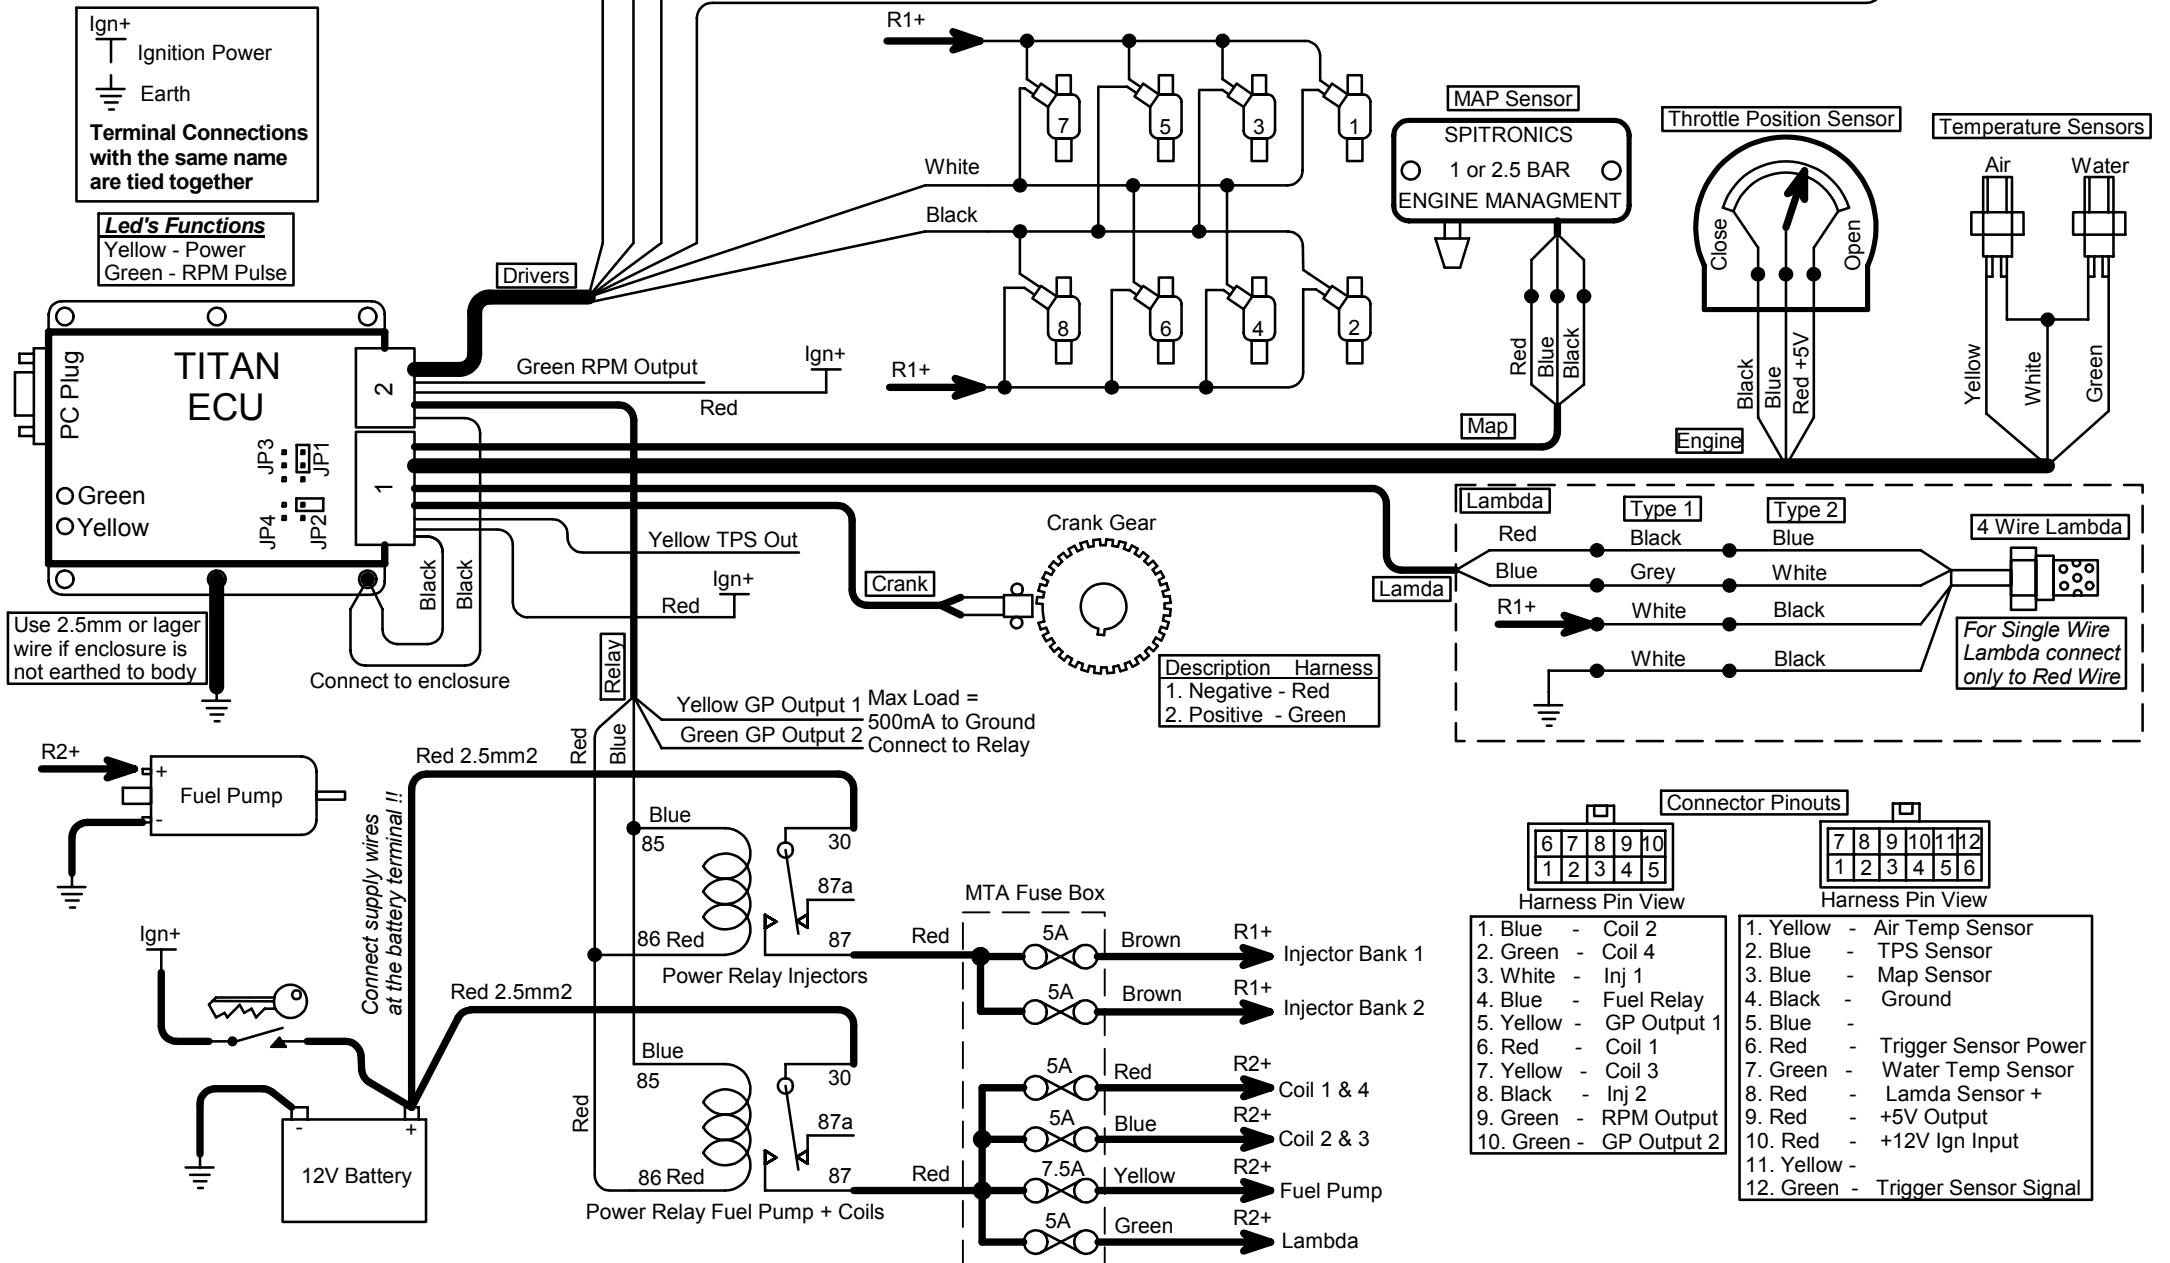 Ign+
Ignition Power
Earth
Terminal Connections
with the same name
are tied together
Led's Functions
Yellow - Power
Green - RPM Pulse
R1+
7
5
3
1
White
Black
8
6
4
2
R1+
MAP Sensor
SPITRONICS
1 or 2.5 BAR
ENGINE MANAGMENT
Red
Blue
Black
Throttle Position Sensor
Close
Open
Black
Blue
Red +5V
Temperature Sensors
Air
Water
Yellow
White
Green
Drivers
TITAN
ECU
PC Plug
2
1
JP3
JP1
JP4
JP2
Green
Yellow
Green RPM Output
Ign+
Red
Map
Engine
Yellow TPS Out
Ign+
Red
Black
Black
Use 2.5mm or lager
wire if enclosure is
not earthed to body
Connect to enclosure
Crank
Crank Gear
Description Harness
1. Negative - Red
2. Positive - Green
Lamda
Lambda
Type 1
Type 2
4 Wire Lambda
Red
Black
Blue
Blue
Grey
White
R1+
White
Black
White
Black
For Single Wire
Lambda connect
only to Red Wire
Relay
Yellow GP Output 1
Green GP Output 2
Max Load =
500mA to Ground
Connect to Relay
Red
Blue
R2+
+
-
Fuel Pump
Red 2.5mm2
Connect supply wires
at the battery terminal !!
Blue
85
30
87a
86 Red
87
Power Relay Injectors
Red
Ign+
Red 2.5mm2
Blue
85
30
87a
Red
86 Red
87
Power Relay Fuel Pump + Coils
Red
-
+
12V Battery
MTA Fuse Box
5A
Brown
R1+
Injector Bank 1
5A
Brown
R1+
Injector Bank 2
5A
Red
R2+
Coil 1 & 4
5A
Blue
R2+
Coil 2 & 3
7.5A
Yellow
R2+
Fuel Pump
5A
Green
R2+
Lambda
Connector Pinouts
6 7 8 9 10
1 2 3 4 5
Harness Pin View
1. Blue - Coil 2
2. Green - Coil 4
3. White - Inj 1
4. Blue - Fuel Relay
5. Yellow - GP Output 1
6. Red - Coil 1
7. Yellow - Coil 3
8. Black - Inj 2
9. Green - RPM Output
10. Green - GP Output 2
7 8 9 10 11 12
1 2 3 4 5 6
Harness Pin View
1. Yellow - Air Temp Sensor
2. Blue - TPS Sensor
3. Blue - Map Sensor
4. Black - Ground
5. Blue -
6. Red - Trigger Sensor Power
7. Green - Water Temp Sensor
8. Red - Lamda Sensor +
9. Red - +5V Output
10. Red - +12V Ign Input
11. Yellow -
12. Green - Trigger Sensor Signal